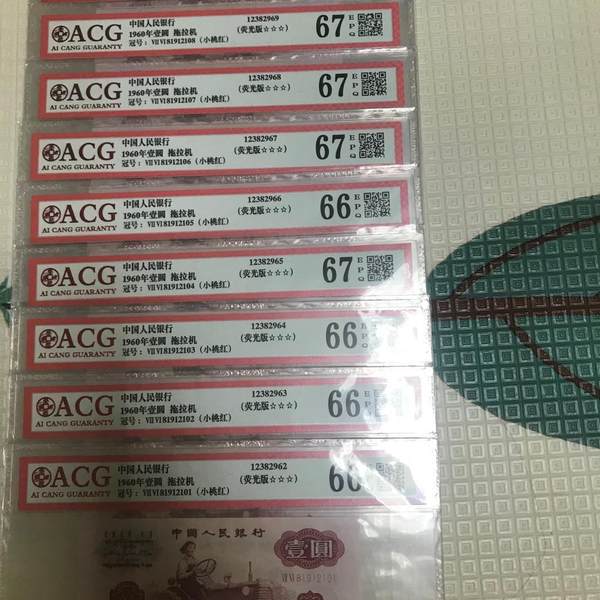 ACG
AI CANG GUARANTY
中国人民银行
1960年壹圆 拖拉机
冠号：ⅦⅥ81912108（小桃红）
12382969
（荧光版☆☆☆）
67 EPQ
ACG
AI CANG GUARANTY
中国人民银行
1960年壹圆 拖拉机
冠号：ⅦⅥ81912107（小桃红）
12382968
（荧光版☆☆☆）
67 EPQ
ACG
AI CANG GUARANTY
中国人民银行
1960年壹圆 拖拉机
冠号：ⅦⅥ81912106（小桃红）
12382967
（荧光版☆☆☆）
67 EPQ
ACG
AI CANG GUARANTY
中国人民银行
1960年壹圆 拖拉机
冠号：ⅦⅥ81912105（小桃红）
12382966
（荧光版☆☆☆）
66 EPQ
ACG
AI CANG GUARANTY
中国人民银行
1960年壹圆 拖拉机
冠号：ⅦⅥ81912104（小桃红）
12382965
（荧光版☆☆☆）
67 EPQ
ACG
AI CANG GUARANTY
中国人民银行
1960年壹圆 拖拉机
冠号：ⅦⅥ81912103（小桃红）
12382964
（荧光版☆☆☆）
66 EPQ
ACG
AI CANG GUARANTY
中国人民银行
1960年壹圆 拖拉机
冠号：ⅦⅥ81912102（小桃红）
12382963
（荧光版☆☆☆）
66 EPQ
ACG
AI CANG GUARANTY
中国人民银行
1960年壹圆 拖拉机
冠号：ⅦⅥ81912101（小桃红）
12382962
（荧光版☆☆☆）
66
中國人民銀行
壹圓
ⅦⅥ81912101